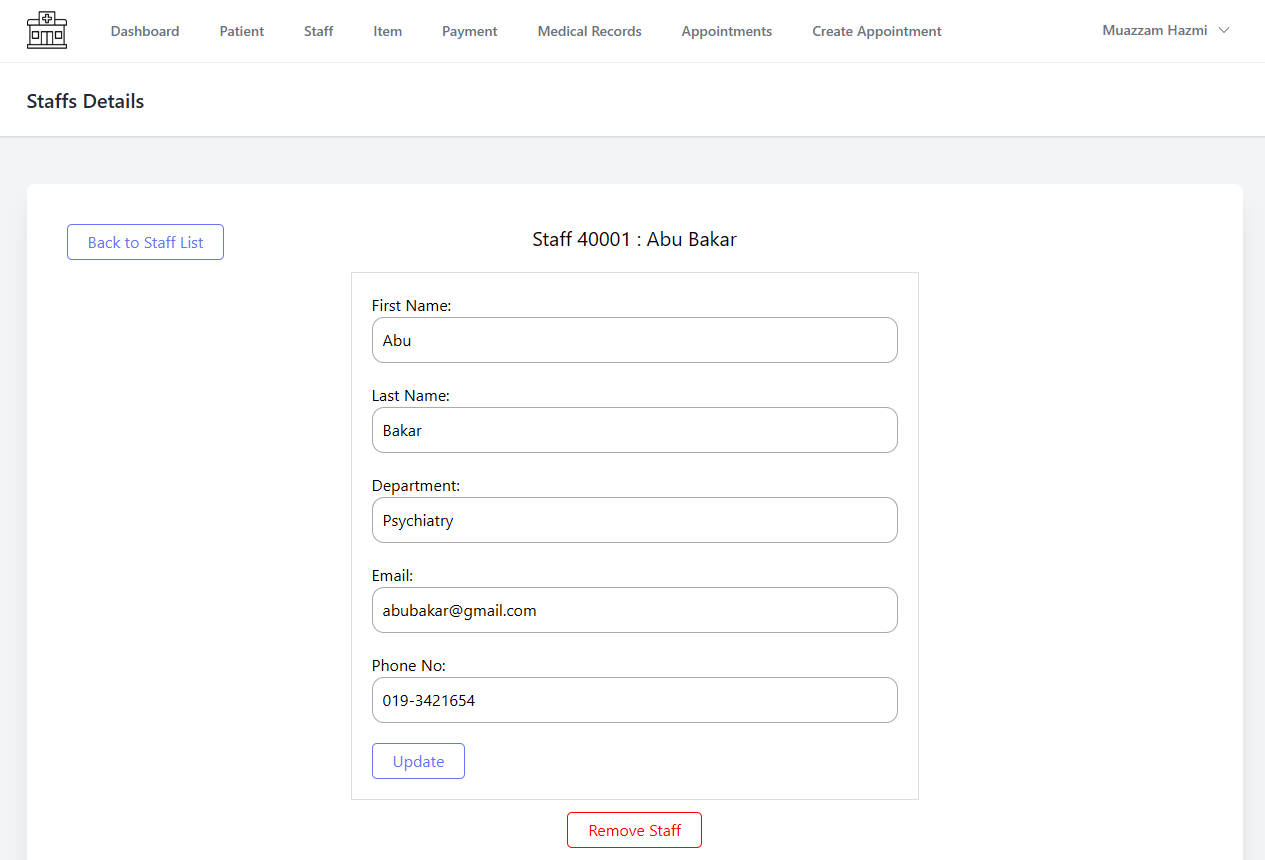 Dashboard Patient Staff Item Payment Medical Records Appointments Create Appointment Muazzam Hazmi
Staffs Details
Back to Staff List
Staff 40001 : Abu Bakar
First Name:
Abu
Last Name:
Bakar
Department:
Psychiatry
Email:
abubakar@gmail.com
Phone No:
019-3421654
Update
Remove Staff